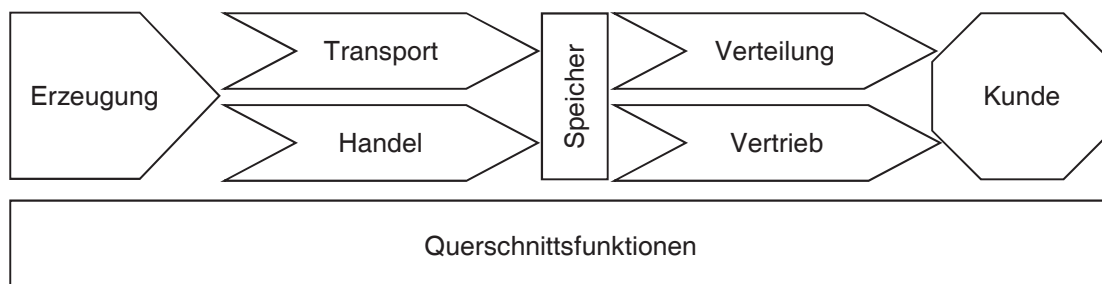 Erzeugung
Transport
Handel
Speicher
Verteilung
Vertrieb
Kunde
Querschnittsfunktionen